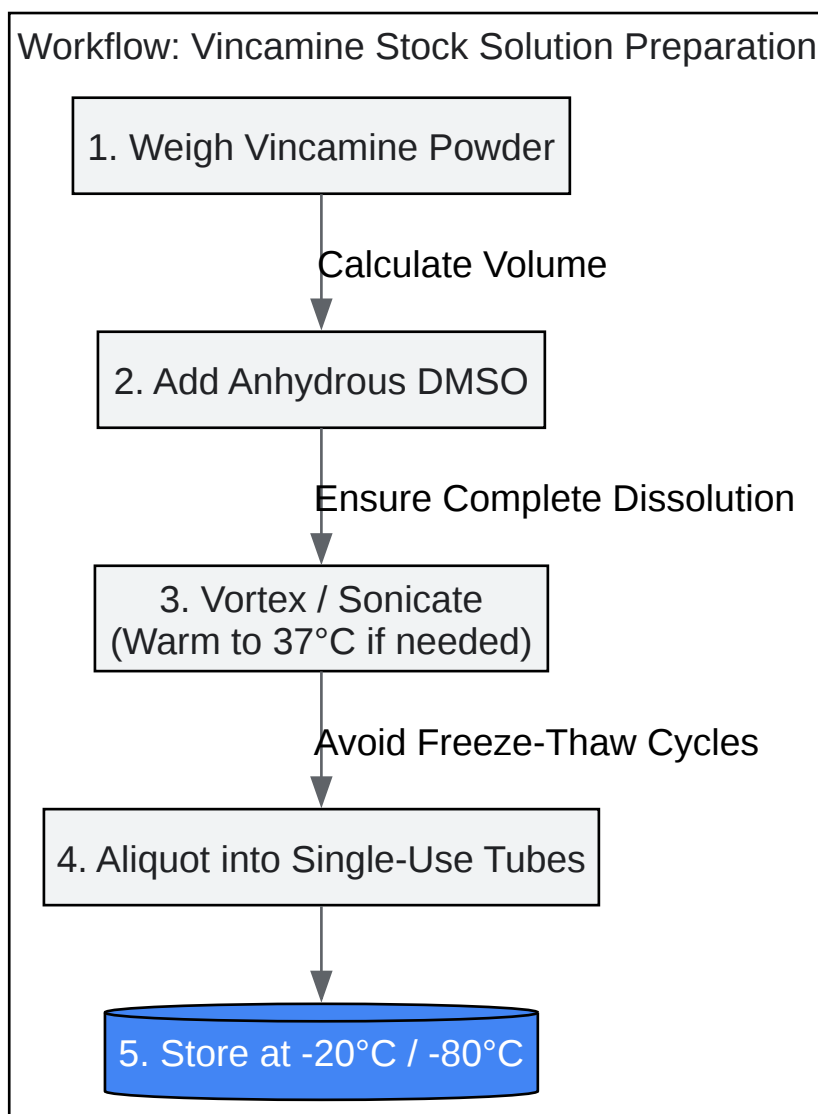 Workflow: Vincamine Stock Solution Preparation
1. Weigh Vincamine Powder
Calculate Volume
2. Add Anhydrous DMSO
Ensure Complete Dissolution
3. Vortex / Sonicate
(Warm to 37°C if needed)
Avoid Freeze-Thaw Cycles
4. Aliquot into Single-Use Tubes
5. Store at -20°C / -80°C